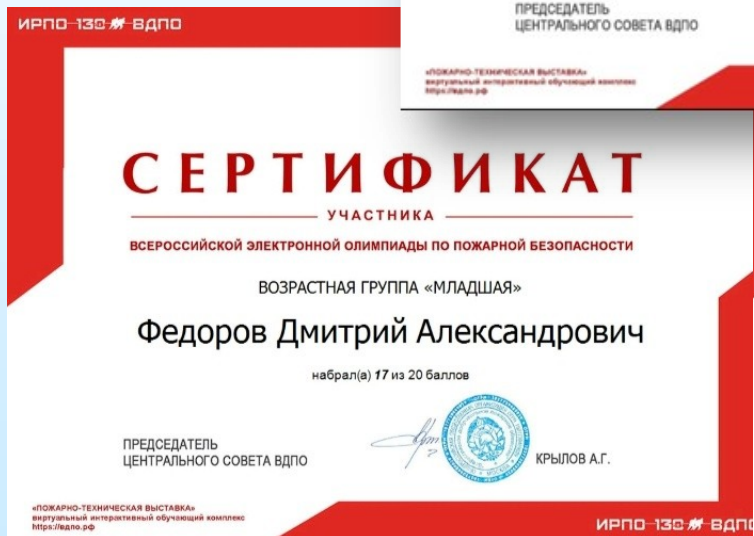 ПРЕДСЕДАТЕЛЬ
ЦЕНТРАЛЬНОГО СОВЕТА ВДПО
«ПОЖАРНО-ТЕХНИЧЕСКАЯ ВЫСТАВКА»
виртуальный интерактивный обучающий комплекс
https://вдпо.рф
ИРПО-130 ВДПО
СЕРТИФИКАТ
УЧАСТНИКА
ВСЕРОССИЙСКОЙ ЭЛЕКТРОННОЙ ОЛИМПИАДЫ ПО ПОЖАРНОЙ БЕЗОПАСНОСТИ
ВОЗРАСТНАЯ ГРУППА «МЛАДШАЯ»
Федоров Дмитрий Александрович
набрал(а) 17 из 20 баллов
ПРЕДСЕДАТЕЛЬ
ЦЕНТРАЛЬНОГО СОВЕТА ВДПО
КРЫЛОВ А.Г.
«ПОЖАРНО-ТЕХНИЧЕСКАЯ ВЫСТАВКА»
виртуальный интерактивный обучающий комплекс
https://вдпо.рф
ИРПО-130 ВДПО